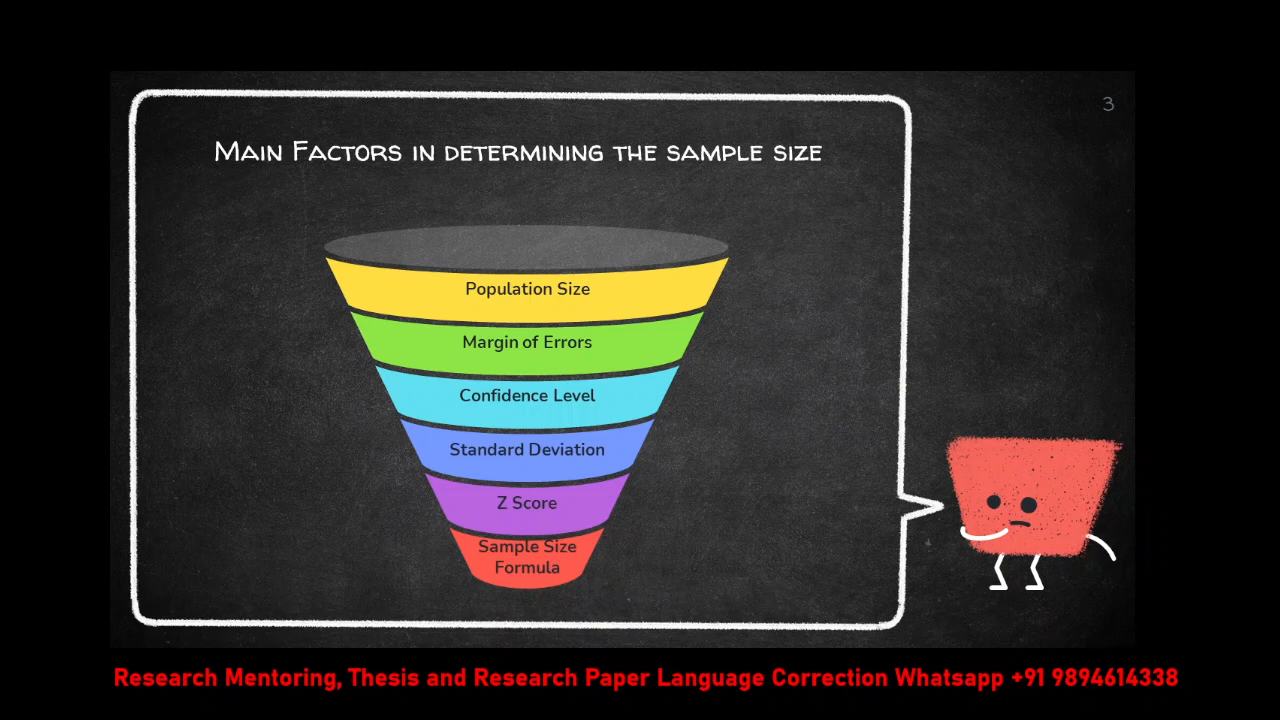 3
Main Factors in determining the sample size
Population Size
Margin of Errors
Confidence Level
Standard Deviation
Z Score
Sample Size
Formula
Research Mentoring, Thesis and Research Paper Language Correction Whatsapp +91 9894614338